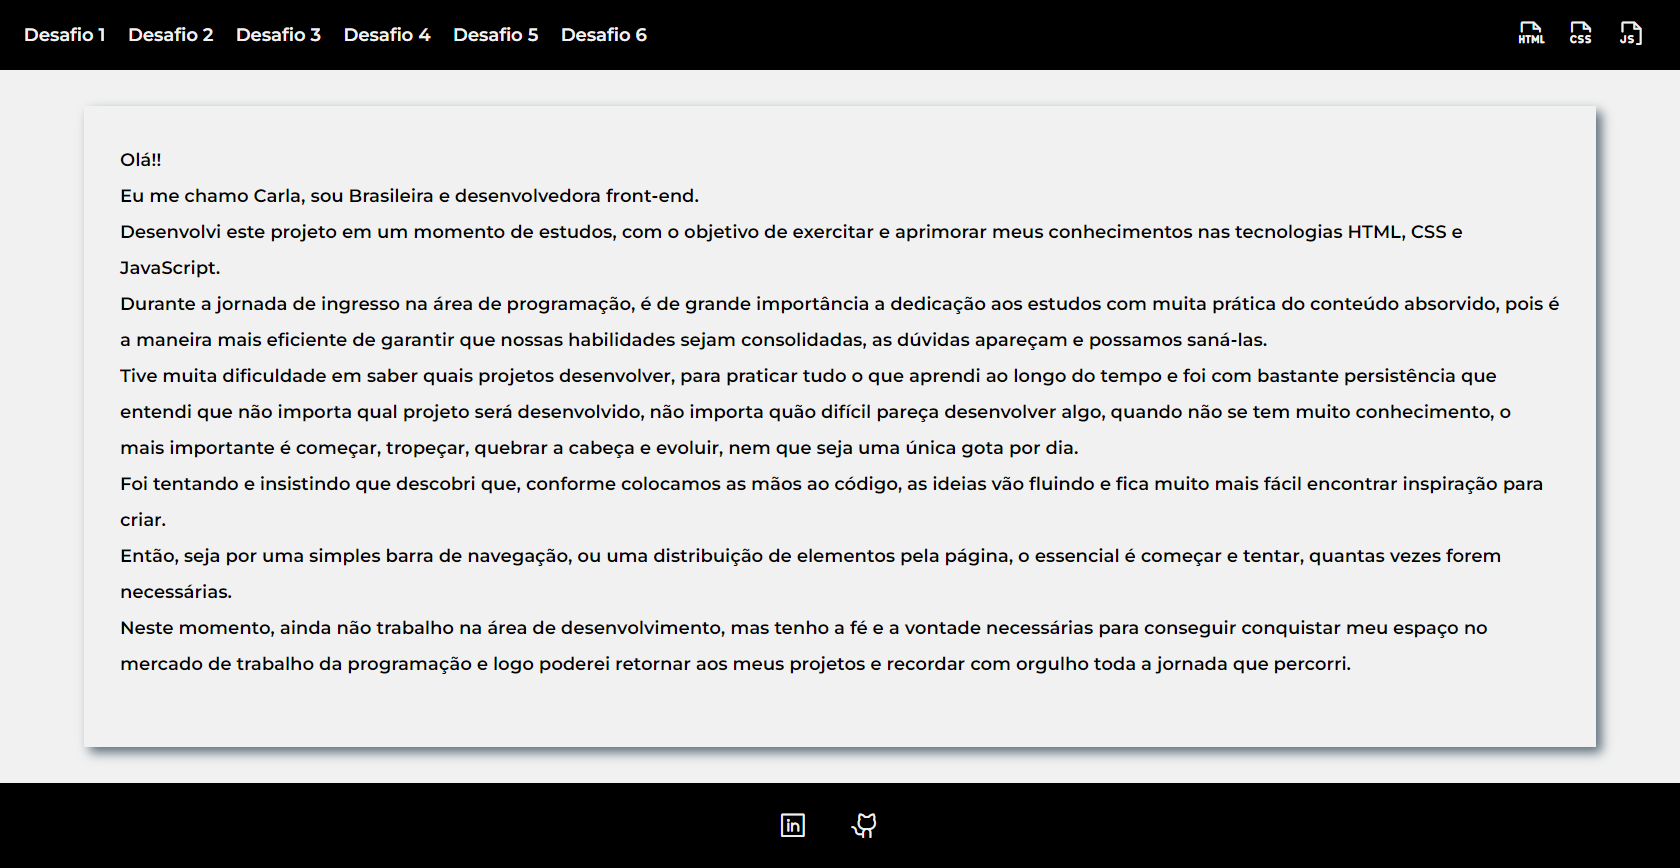 Desafio 1 Desafio 2 Desafio 3 Desafio 4 Desafio 5 Desafio 6 HTML CSS JS
Olá!!
Eu me chamo Carla, sou Brasileira e desenvolvedora front-end.
Desenvolvi este projeto em um momento de estudos, com o objetivo de exercitar e aprimorar meus conhecimentos nas tecnologias HTML, CSS e
JavaScript.
Durante a jornada de ingresso na área de programação, é de grande importância a dedicação aos estudos com muita prática do conteúdo absorvido, pois é
a maneira mais eficiente de garantir que nossas habilidades sejam consolidadas, as dúvidas apareçam e possamos saná-las.
Tive muita dificuldade em saber quais projetos desenvolver, para praticar tudo o que aprendi ao longo do tempo e foi com bastante persistência que
entendi que não importa qual projeto será desenvolvido, não importa quão difícil pareça desenvolver algo, quando não se tem muito conhecimento, o
mais importante é começar, tropeçar, quebrar a cabeça e evoluir, nem que seja uma única gota por dia.
Foi tentando e insistindo que descobri que, conforme colocamos as mãos ao código, as ideias vão fluindo e fica muito mais fácil encontrar inspiração para
criar.
Então, seja por uma simples barra de navegação, ou uma distribuição de elementos pela página, o essencial é começar e tentar, quantas vezes forem
necessárias.
Neste momento, ainda não trabalho na área de desenvolvimento, mas tenho a fé e a vontade necessárias para conseguir conquistar meu espaço no
mercado de trabalho da programação e logo poderei retornar aos meus projetos e recordar com orgulho toda a jornada que percorri.
in